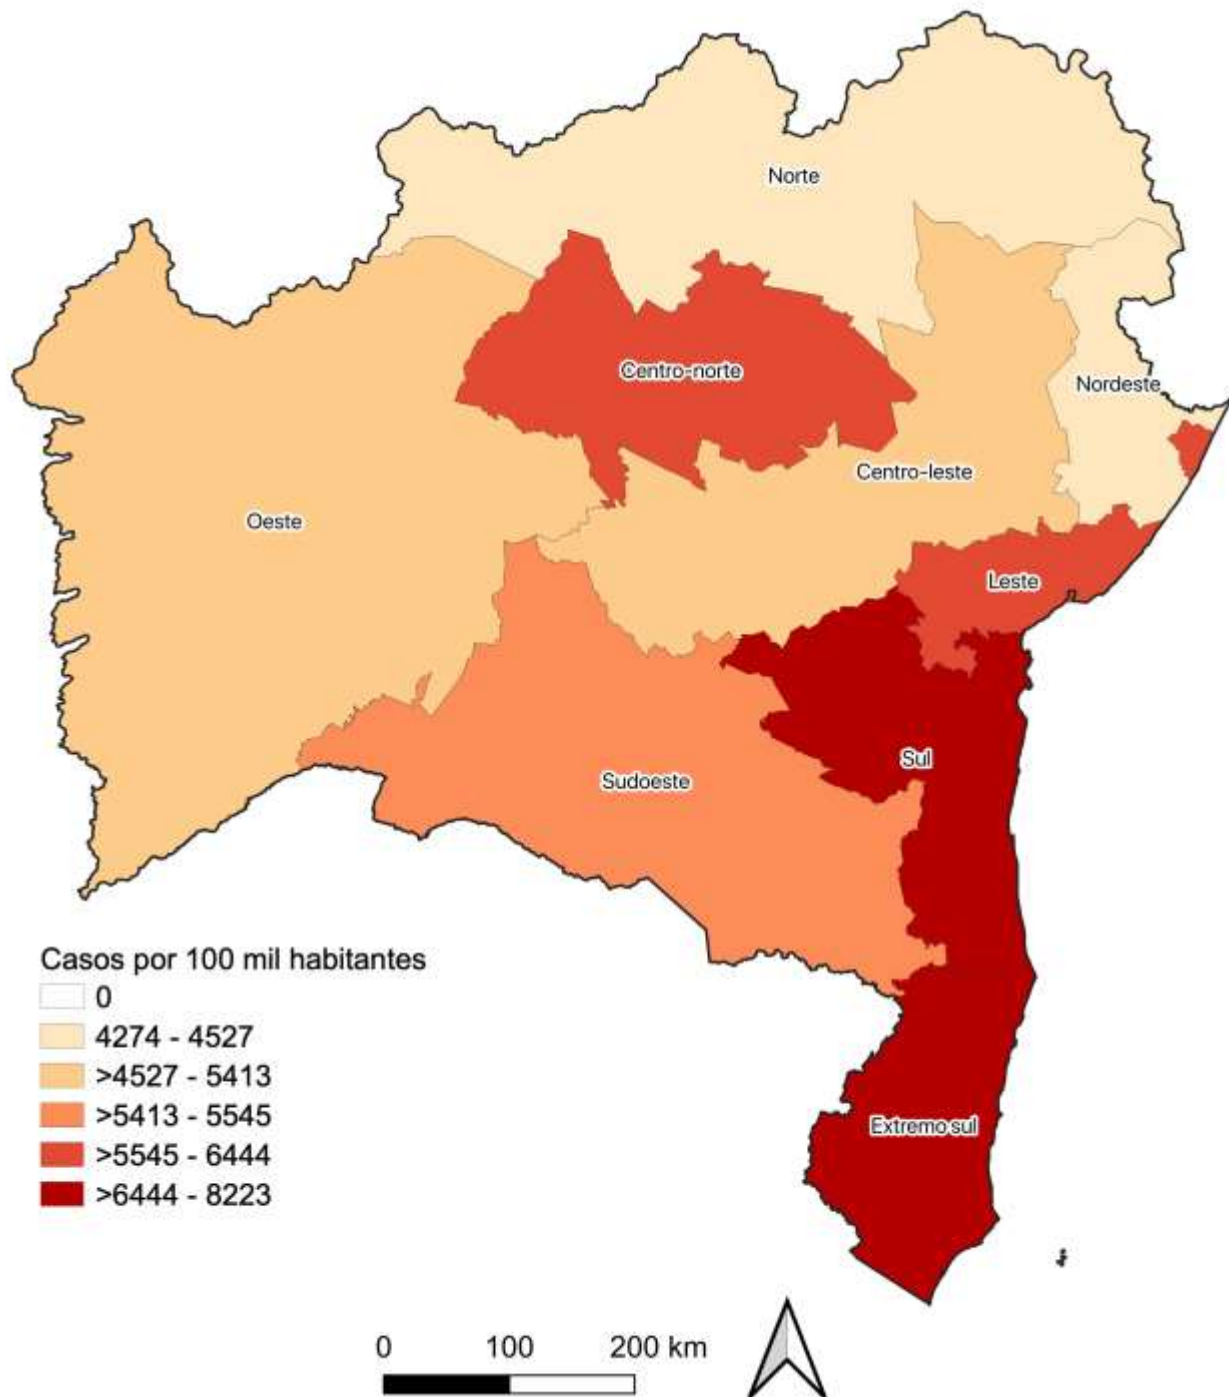 Norte
Centro-norte
Nordeste
Centro-leste
Oeste
Leste
Sul
Sudoeste
Casos por 100 mil habitantes
0
4274 - 4527
>4527 - 5413
>5413 - 5545
>5545 - 6444
>6444 - 8223
Extremo sul
0 100 200 km